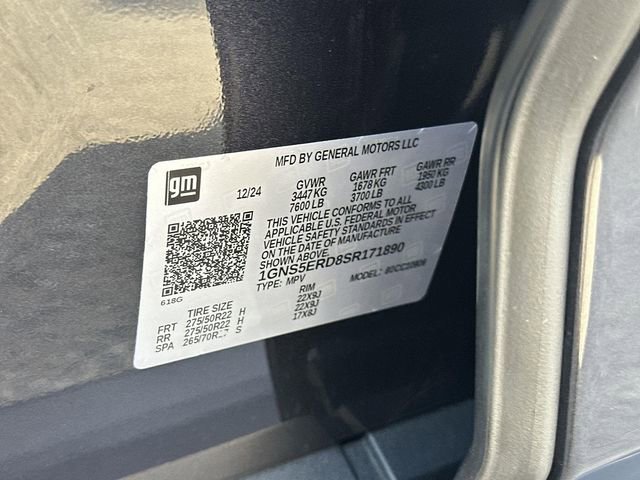 MFD BY GENERAL MOTORS LLC
gm
12/24
GVWR GAWR FRT GAWR RR
3447 KG 1678 KG 1950 KG
7600 LB 3700 LB 4300 LB
THIS VEHICLE CONFORMS TO ALL
APPLICABLE U.S. FEDERAL MOTOR
VEHICLE SAFETY STANDARDS IN EFFECT
ON THE DATE OF MANUFACTURE
SHOWN ABOVE.
1GNS5ERD8SR171890
TYPE: MPV MODEL:
618G
TIRE SIZE RIM
FRT 275/50R22 H 22X9J
RR 275/50R22 H 22X9J
SPA 265/70R17 S 17X8J